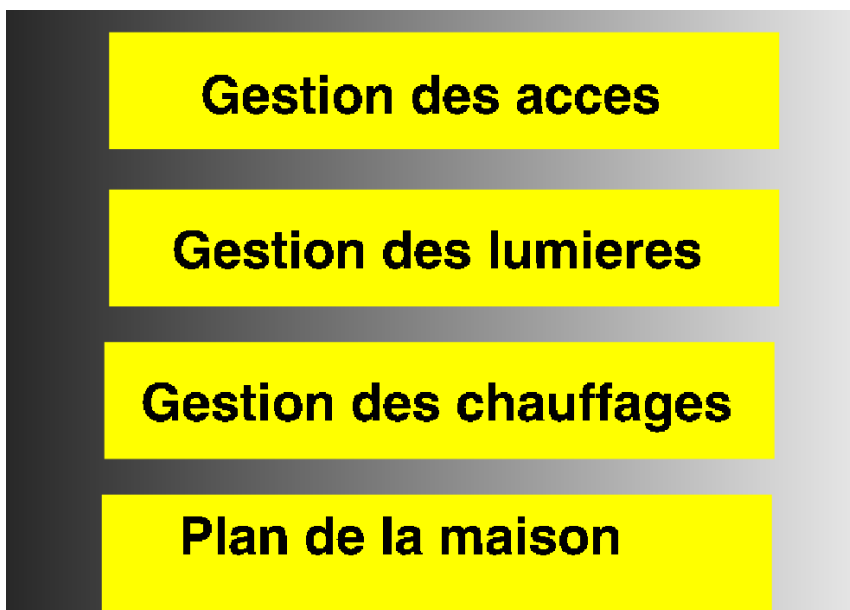 Gestion des acces
Gestion des lumieres
Gestion des chauffages
Plan de la maison